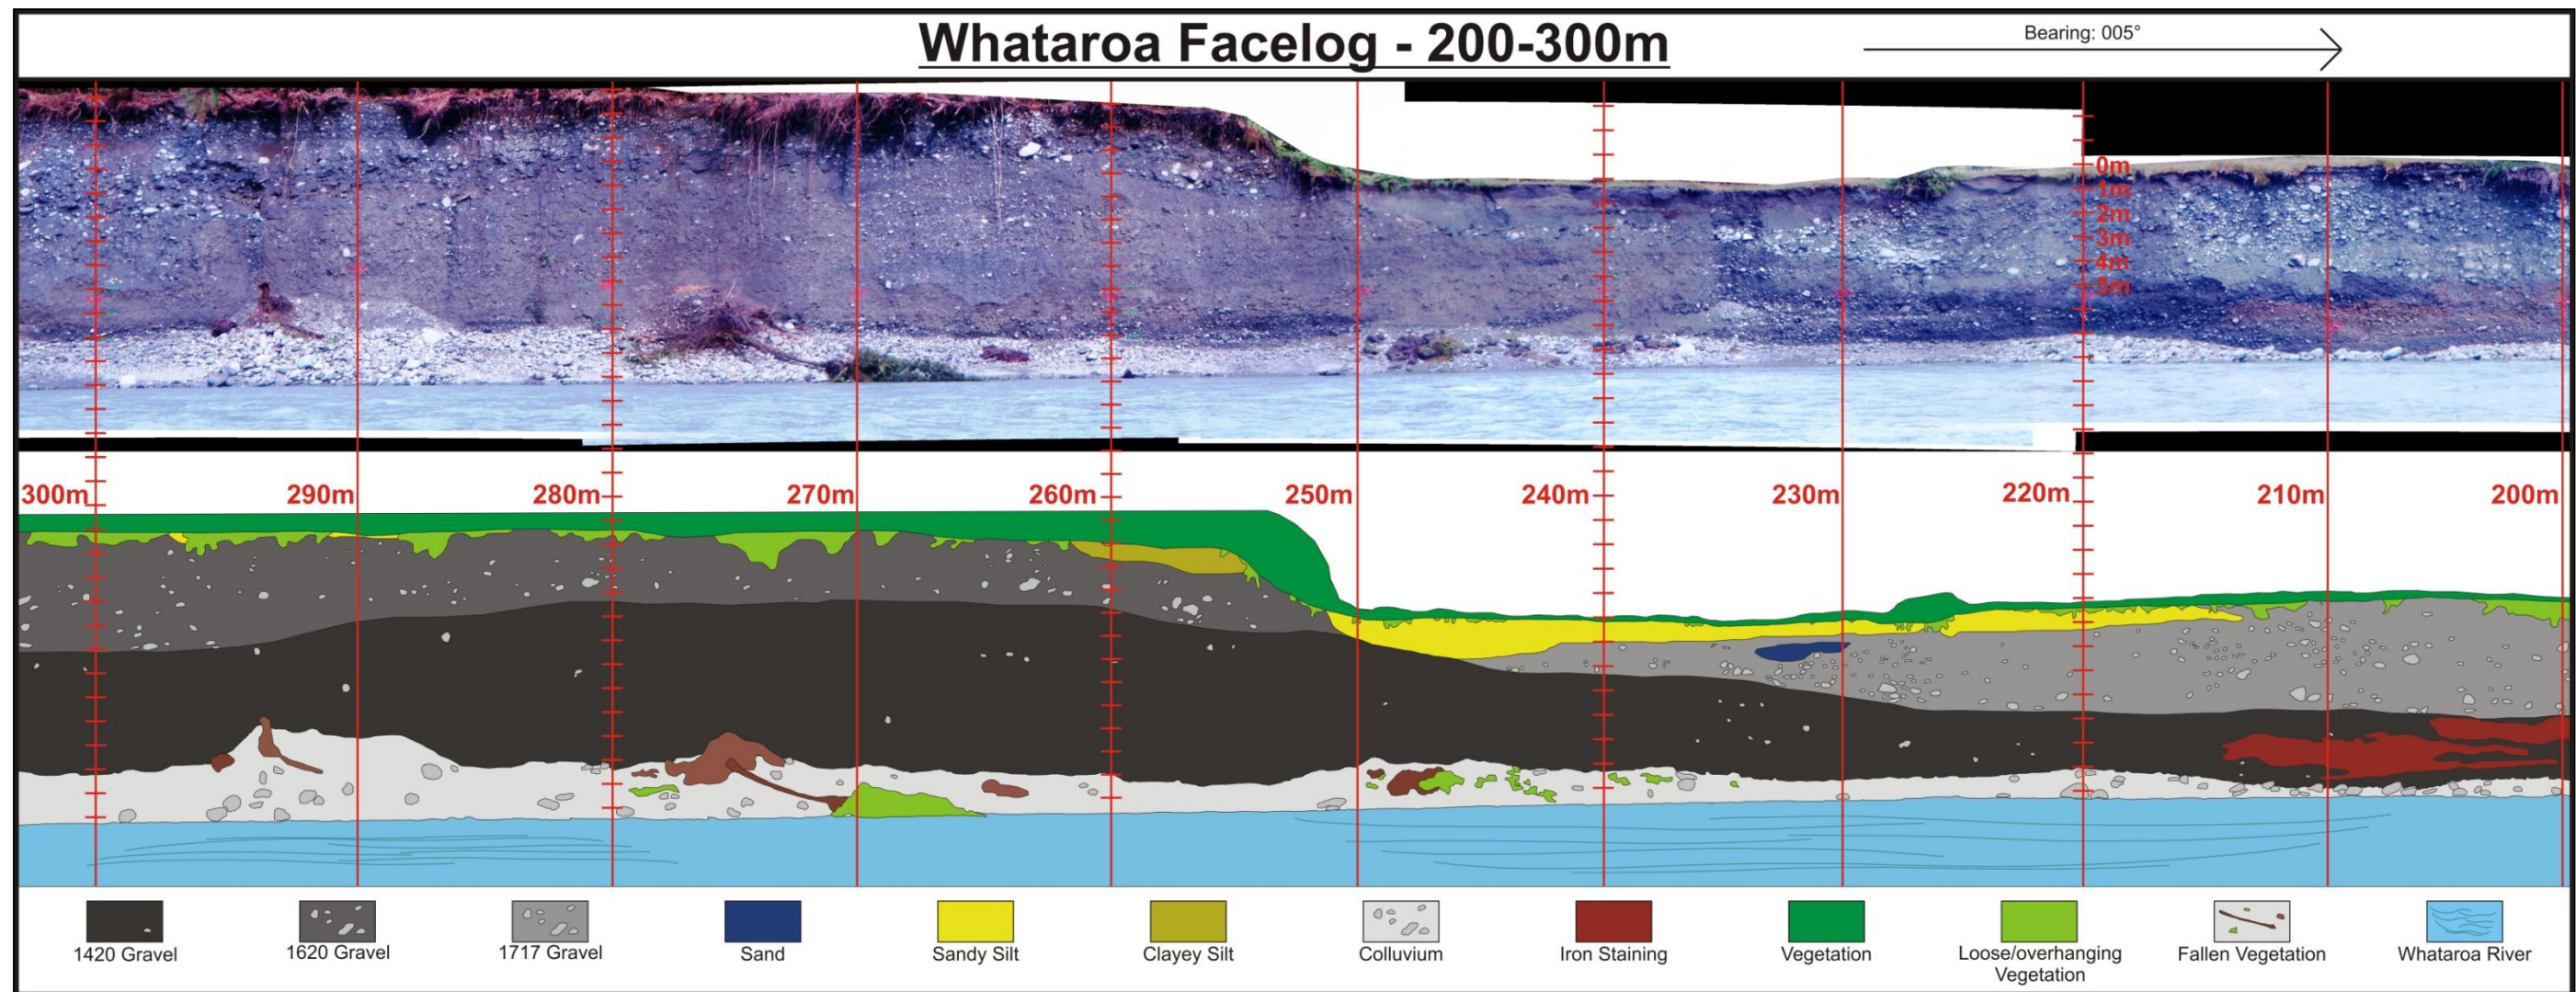 Whataroa Facelog - 200-300m
Bearing: 005°
0m
1m
2m
3m
4m
5m
300m 290m 280m 270m 260m 250m 240m 230m 220m 210m 200m
1420 Gravel
1620 Gravel
1717 Gravel
Sand
Sandy Silt
Clayey Silt
Colluvium
Iron Staining
Vegetation
Loose/overhanging
Vegetation
Fallen Vegetation
Whataroa River